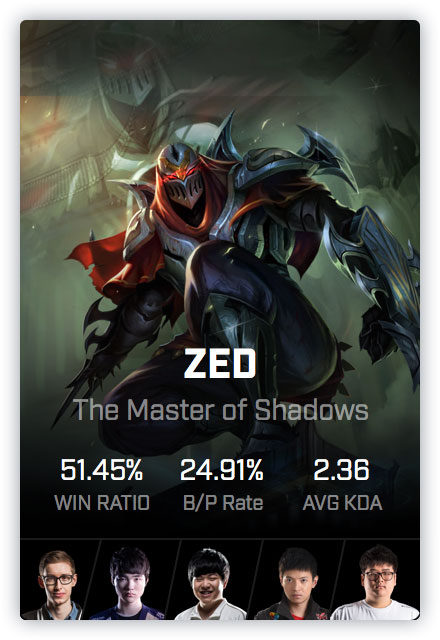 ZED
The Master of Shadows
51.45% 24.91% 2.36
WIN RATIO B/P Rate AVG KDA